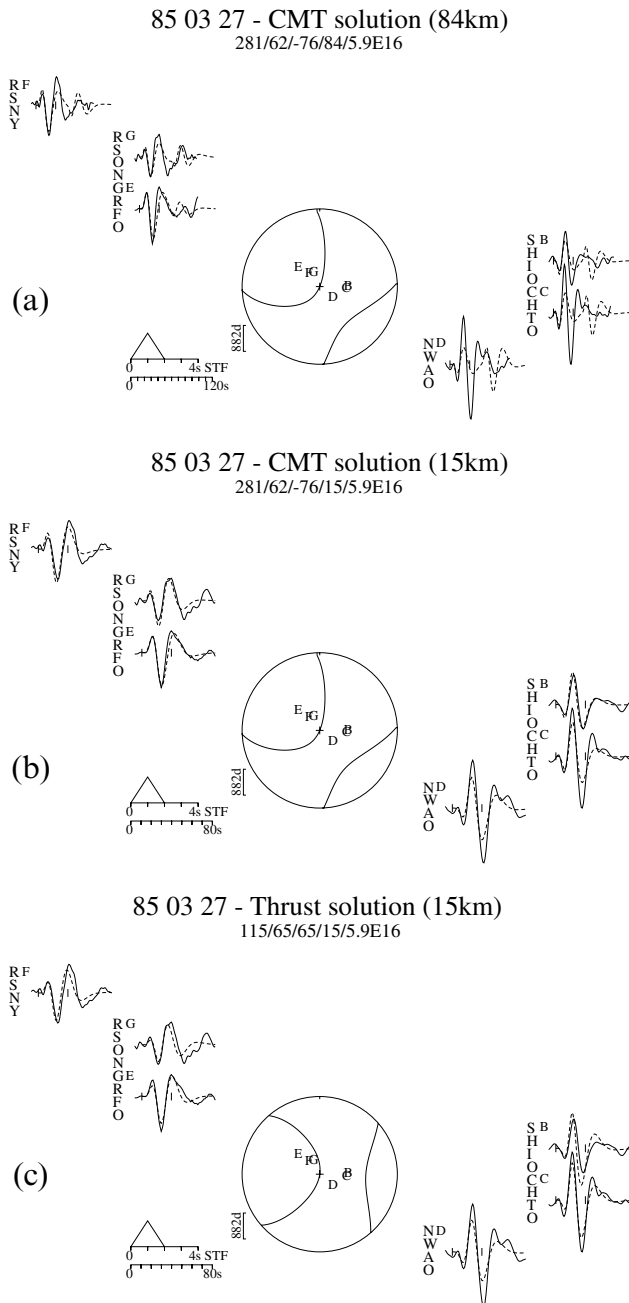 85 03 27 - CMT solution (84km)
281/62/-76/84/5.9E16
RSNY F
RSON G
GRFO E
E F G B C D
SHIO B
CHTO C
NWAO D
(a)
882d
0 4s STF
0 120s
85 03 27 - CMT solution (15km)
281/62/-76/15/5.9E16
RSNY F
RSON G
GRFO E
E F G B C D
SHIO B
CHTO C
NWAO D
(b)
882d
0 4s STF
0 80s
85 03 27 - Thrust solution (15km)
115/65/65/15/5.9E16
RSNY F
RSON G
GRFO E
E F G B C D
SHIO B
CHTO C
NWAO D
(c)
882d
0 4s STF
0 80s